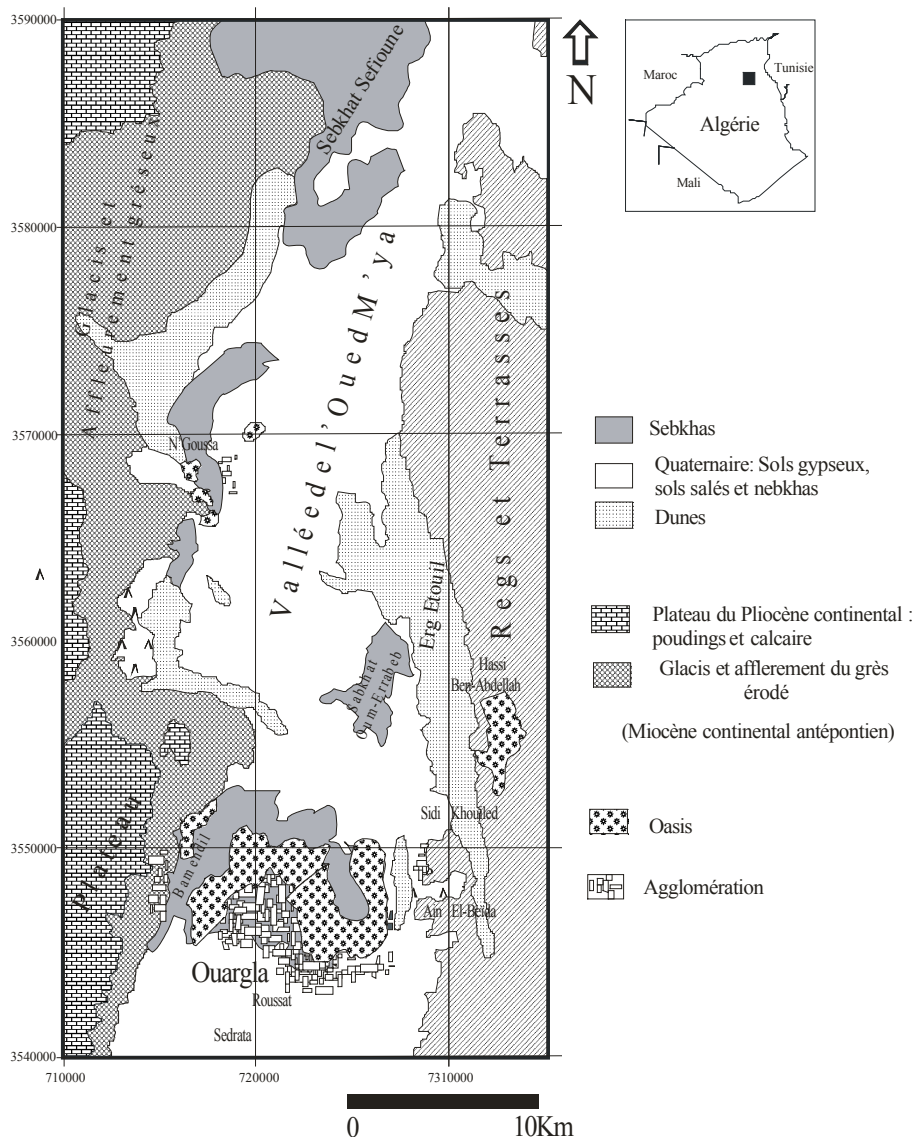 3590000
3580000
3570000
3560000
3550000
3540000
710000
720000
7310000
Sebkhat Sefioune
Glacis et
Affleurement gréseux
Vallée de l'Oued M'ya
Regs et Terrasses
N'Goussa
Erg Etouil
Sabkhat
Oum-Erraheb
Hassi
Ben-Abdellah
Plateau
Bamendil
Sidi Khouiled
Ain El-Beïda
Ouargla
Roussat
Sedrata
0 10Km
N
Maroc
Tunisie
Algérie
Mali
Sebkhas
Quaternaire: Sols gypseux,
sols salés et nebkhas
Dunes
Plateau du Pliocène continental :
poudings et calcaire
Glacis et afflerement du grès
érodé
(Miocène continental antépontien)
Oasis
Agglomération